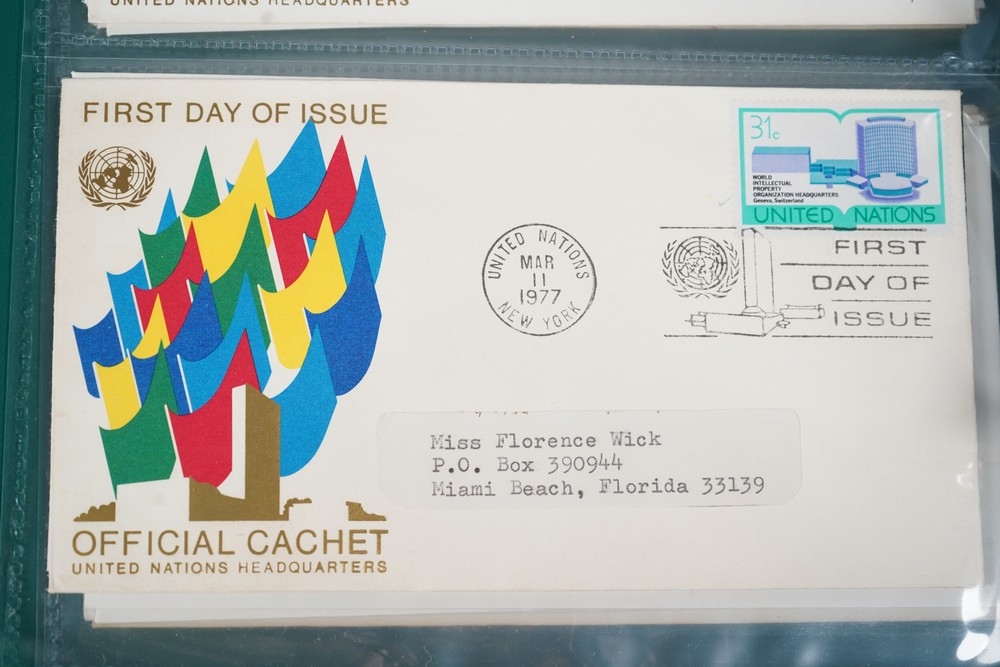 UNITED NATIONS HEADQUARTERS
FIRST DAY OF ISSUE
31c
WORLD
INTELLECTUAL
PROPERTY
ORGANIZATION HEADQUARTERS
Geneva, Switzerland
UNITED NATIONS
UNITED NATIONS
MAR
11
1977
NEW YORK
FIRST
DAY OF
ISSUE
Miss Florence Wick
P.O. Box 390944
Miami Beach, Florida 33139
OFFICIAL CACHET
UNITED NATIONS HEADQUARTERS